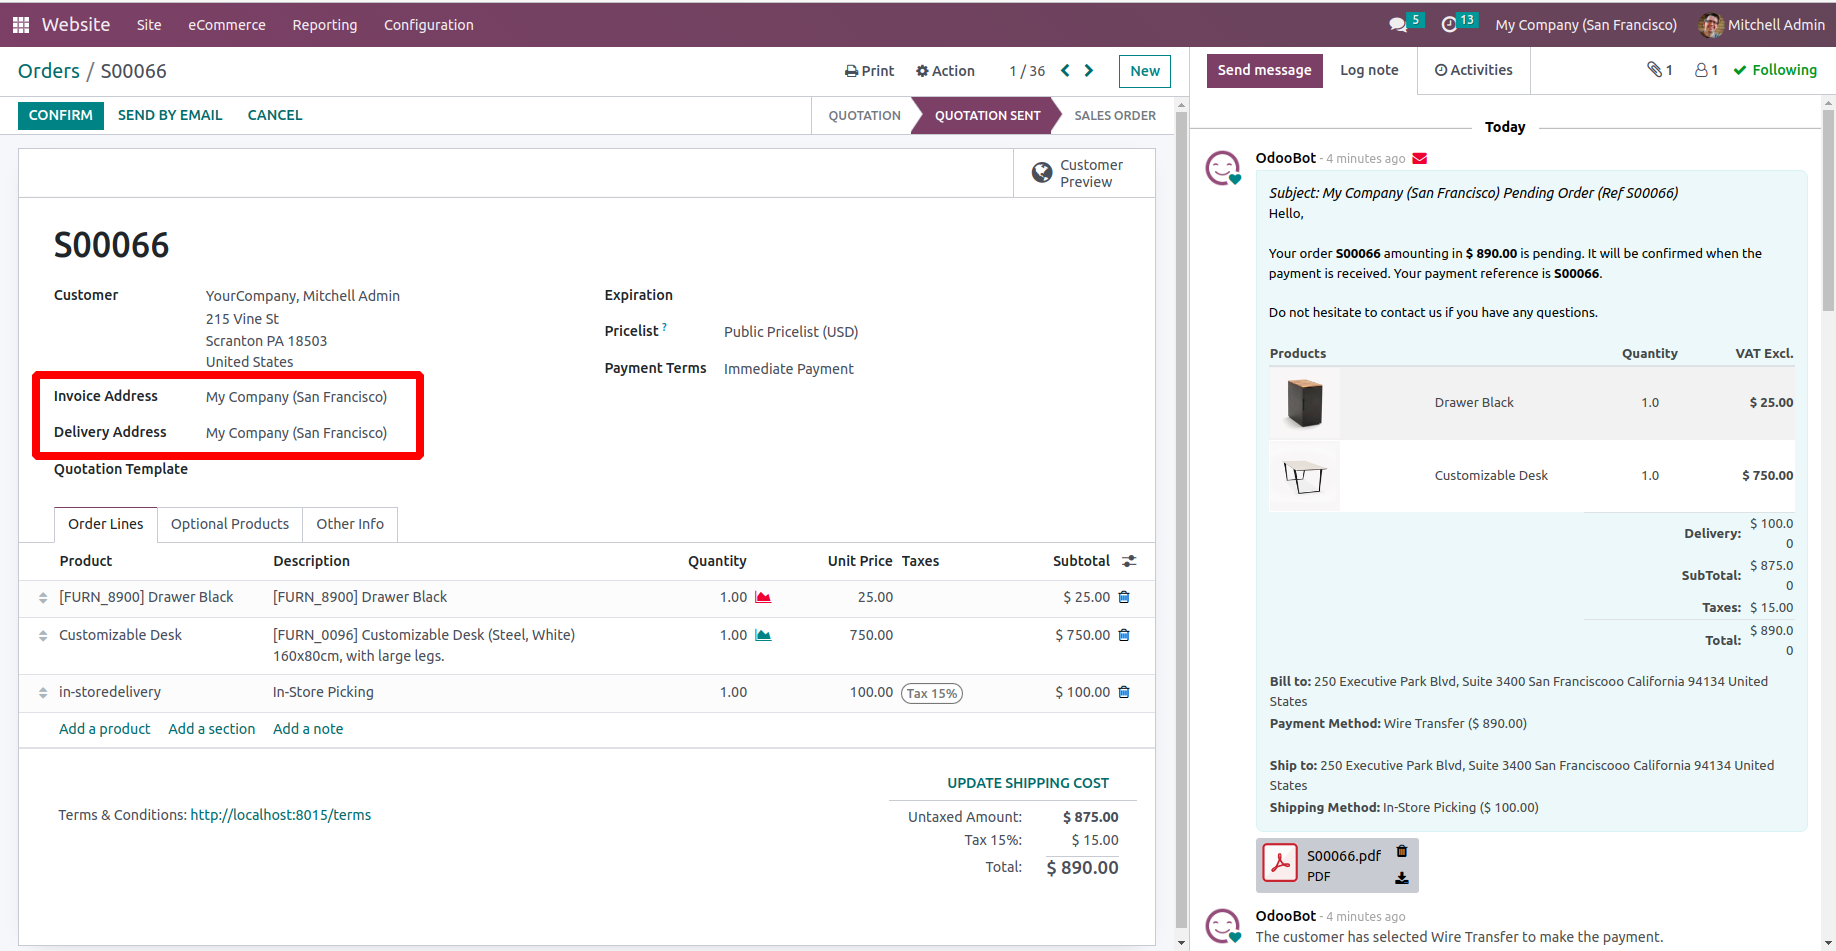 Website Site eCommerce Reporting Configuration 5 13 My Company (San Francisco) Mitchell Admin
Orders / S00066 Print Action 1 / 36 New
CONFIRM SEND BY EMAIL CANCEL QUOTATION QUOTATION SENT SALES ORDER
Customer
Preview
S00066
Customer YourCompany, Mitchell Admin
215 Vine St
Scranton PA 18503
United States
Invoice Address My Company (San Francisco)
Delivery Address My Company (San Francisco)
Quotation Template
Expiration
Pricelist ? Public Pricelist (USD)
Payment Terms Immediate Payment
Order Lines Optional Products Other Info
Product Description Quantity Unit Price Taxes Subtotal
[FURN_8900] Drawer Black [FURN_8900] Drawer Black 1.00 25.00 $ 25.00
Customizable Desk [FURN_0096] Customizable Desk (Steel, White) 1.00 750.00 $ 750.00
160x80cm, with large legs.
in-storedelivery In-Store Picking 1.00 100.00 Tax 15% $ 100.00
Add a product Add a section Add a note
UPDATE SHIPPING COST
Terms & Conditions: http://localhost:8015/terms
Untaxed Amount: $ 875.00
Tax 15%: $ 15.00
Total: $ 890.00
Send message Log note Activities 1 1 Following
Today
OdooBot - 4 minutes ago
Subject: My Company (San Francisco) Pending Order (Ref S00066)
Hello,
Your order S00066 amounting in $ 890.00 is pending. It will be confirmed when the
payment is received. Your payment reference is S00066.
Do not hesitate to contact us if you have any questions.
Products Quantity VAT Excl.
Drawer Black 1.0 $ 25.00
Customizable Desk 1.0 $ 750.00
Delivery: $ 100.0
0
SubTotal: $ 875.0
0
Taxes: $ 15.00
Total: $ 890.0
0
Bill to: 250 Executive Park Blvd, Suite 3400 San Franciscooo California 94134 United
States
Payment Method: Wire Transfer ($ 890.00)
Ship to: 250 Executive Park Blvd, Suite 3400 San Franciscooo California 94134 United
States
Shipping Method: In-Store Picking ($ 100.00)
S00066.pdf
PDF
OdooBot - 4 minutes ago
The customer has selected Wire Transfer to make the payment.